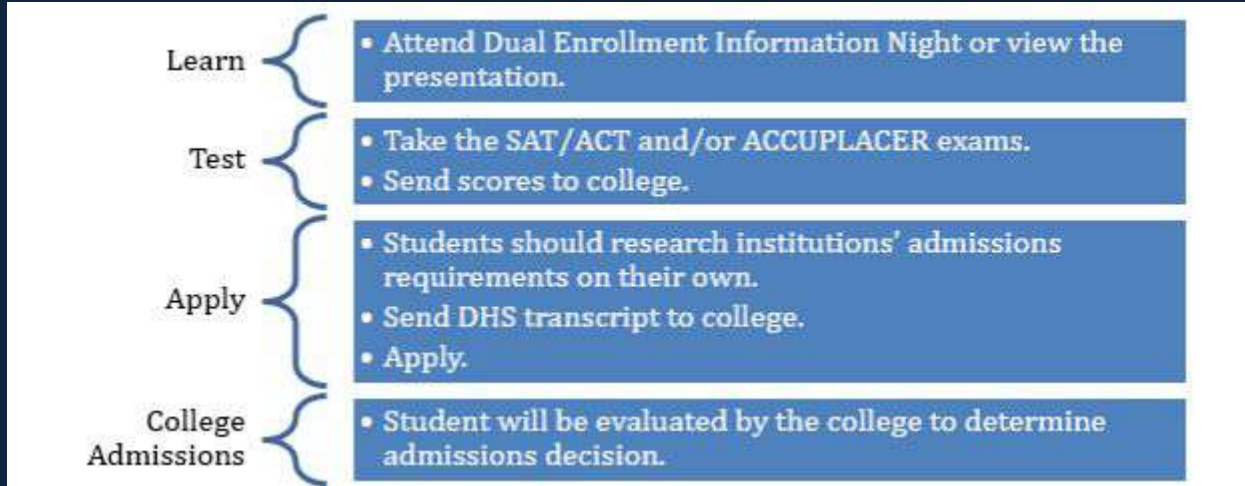 Learn
• Attend Dual Enrollment Information Night or view the
presentation.
Test
• Take the SAT/ACT and/or ACCUPLACER exams.
• Send scores to college.
Apply
• Students should research institutions’ admissions
requirements on their own.
• Send DHS transcript to college.
• Apply.
College
Admissions
• Student will be evaluated by the college to determine
admissions decision.